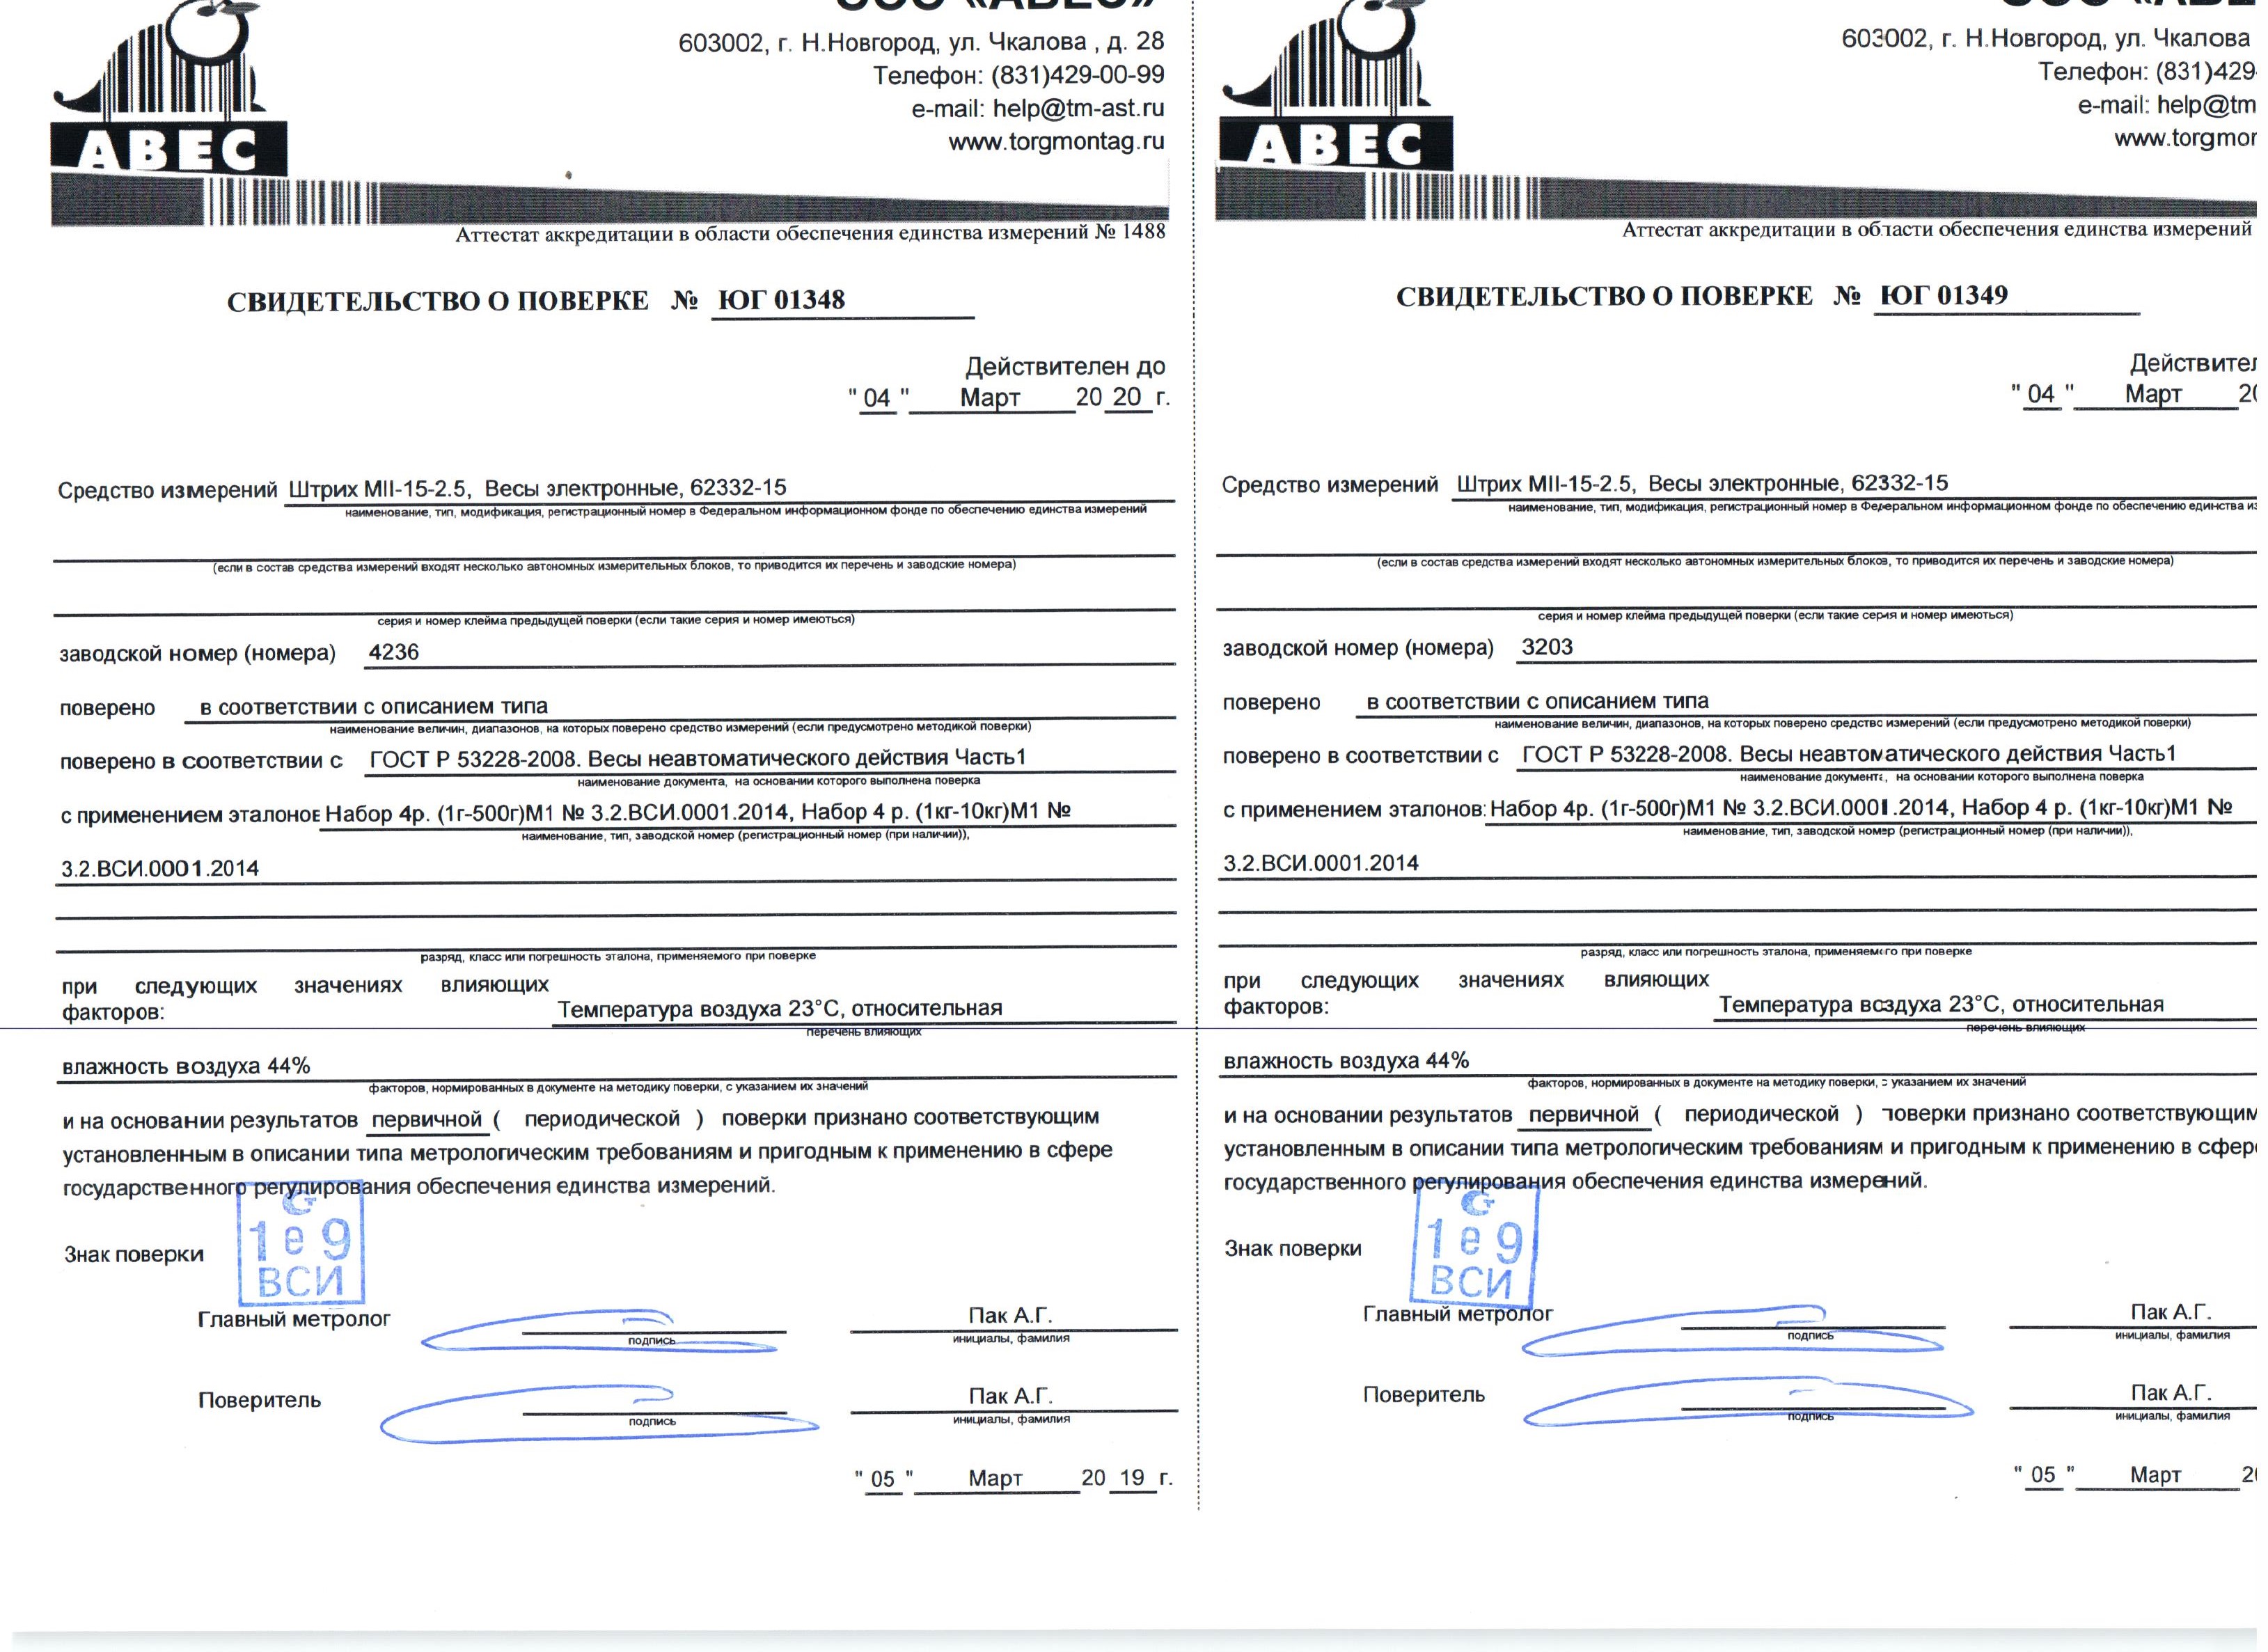 ООО «АВЕС»
603002, г. Н.Новгород, ул. Чкалова , д. 28
Телефон: (831)429-00-99
e-mail: help@tm-ast.ru
www.torgmontag.ru
АВЕС
Аттестат аккредитации в области обеспечения единства измерений № 1488
СВИДЕТЕЛЬСТВО О ПОВЕРКЕ № ЮГ 01348
Действителен до
" 04 " Март 20 20 г.
Средство измерений Штрих МII-15-2.5, Весы электронные, 62332-15
наименование, тип, модификация, регистрационный номер в Федеральном информационном фонде по обеспечению единства измерений
(если в состав средства измерений входят несколько автономных измерительных блоков, то приводится их перечень и заводские номера)
серия и номер клейма предыдущей поверки (если такие серия и номер имеються)
заводской номер (номера) 4236
поверено в соответствии с описанием типа
наименование величин, диапазонов, на которых поверено средство измерений (если предусмотрено методикой поверки)
поверено в соответствии с ГОСТ Р 53228-2008. Весы неавтоматического действия Часть1
наименование документа, на основании которого выполнена поверка
с применением эталонов Набор 4р. (1г-500г)М1 № 3.2.ВСИ.0001.2014, Набор 4 р. (1кг-10кг)М1 №
наименование, тип, заводской номер (регистрационный номер (при наличии)),
3.2.ВСИ.0001.2014
разряд, класс или погрешность эталона, применяемого при поверке
при следующих значениях влияющих
факторов: Температура воздуха 23°С, относительная
перечень влияющих
влажность воздуха 44%
факторов, нормированных в документе на методику поверки, с указанием их значений
и на основании результатов первичной ( периодической ) поверки признано соответствующим
установленным в описании типа метрологическим требованиям и пригодным к применению в сфере
государственного регулирования обеспечения единства измерений.
Знак поверки
1 е 9
ВСИ
Главный метролог Пак А.Г.
подпись инициалы, фамилия
Поверитель Пак А.Г.
подпись инициалы, фамилия
" 05 " Март 20 19 г.
603002, г. Н.Новгород, ул. Чкалова
Телефон: (831)429-
e-mail: help@tm
www.torgmon
АВЕС
Аттестат аккредитации в области обеспечения единства измерений
СВИДЕТЕЛЬСТВО О ПОВЕРКЕ № ЮГ 01349
Действител
" 04 " Март 20
Средство измерений Штрих МII-15-2.5, Весы электронные, 62332-15
наименование, тип, модификация, регистрационный номер в Федеральном информационном фонде по обеспечению единства из
(если в состав средства измерений входят несколько автономных измерительных блоков, то приводится их перечень и заводские номера)
серия и номер клейма предыдущей поверки (если такие серия и номер имеються)
заводской номер (номера) 3203
поверено в соответствии с описанием типа
наименование величин, диапазонов, на которых поверено средство измерений (если предусмотрено методикой поверки)
поверено в соответствии с ГОСТ Р 53228-2008. Весы неавтоматического действия Часть1
наименование документа, на основании которого выполнена поверка
с применением эталонов: Набор 4р. (1г-500г)М1 № 3.2.ВСИ.0001.2014, Набор 4 р. (1кг-10кг)М1 №
наименование, тип, заводской номер (регистрационный номер (при наличии)),
3.2.ВСИ.0001.2014
разряд, класс или погрешность эталона, применяемого при поверке
при следующих значениях влияющих
факторов: Температура воздуха 23°С, относительная
перечень влияющих
влажность воздуха 44%
факторов, нормированных в документе на методику поверки, с указанием их значений
и на основании результатов первичной ( периодической ) поверки признано соответствующим
установленным в описании типа метрологическим требованиям и пригодным к применению в сфере
государственного регулирования обеспечения единства измерений.
Знак поверки
1 е 9
ВСИ
Главный метролог Пак А.Г.
подпись инициалы, фамилия
Поверитель Пак А.Г.
подпись инициалы, фамилия
" 05 " Март 20